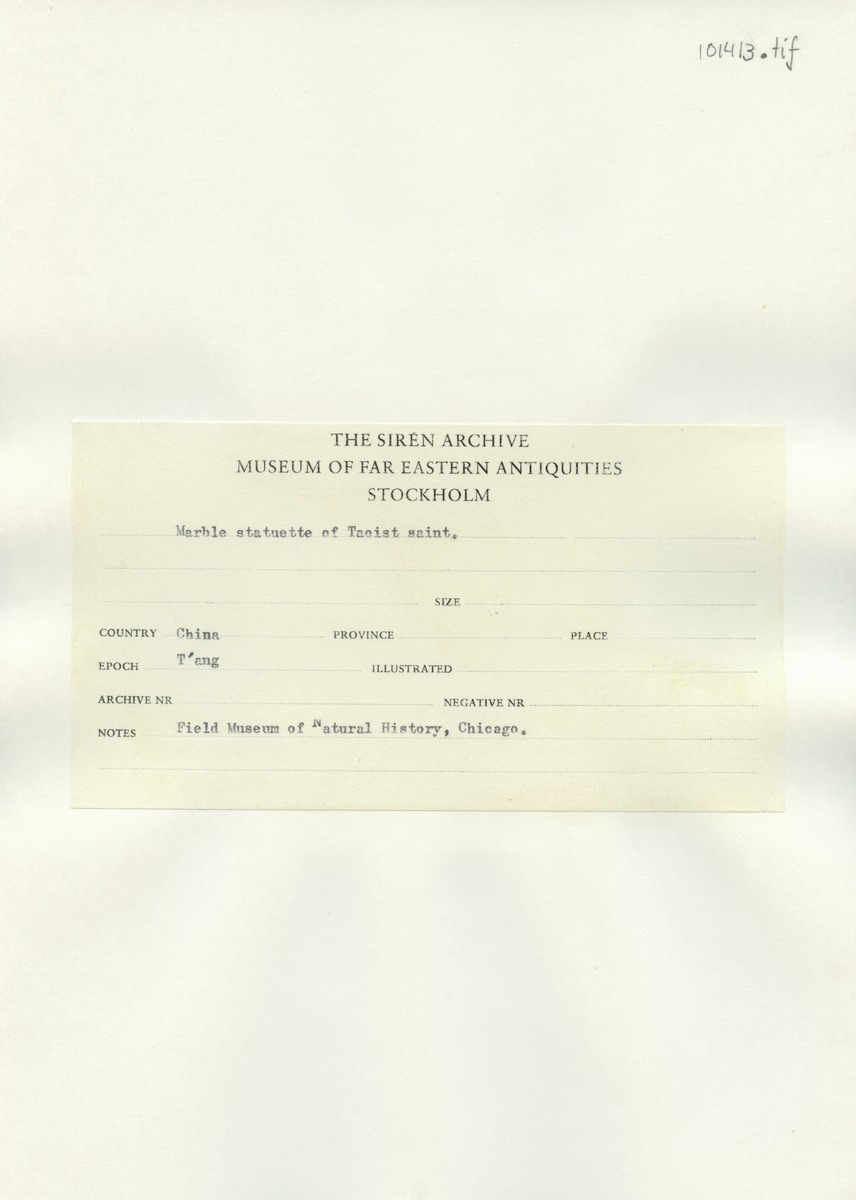 101413.tif
THE SIRÉN ARCHIVE
MUSEUM OF FAR EASTERN ANTIQUITIES
STOCKHOLM
Marble statuette of Taoist saint.
SIZE
COUNTRY China PROVINCE PLACE
EPOCH T'ang ILLUSTRATED
ARCHIVE NR NEGATIVE NR
NOTES Field Museum of Natural History, Chicago.